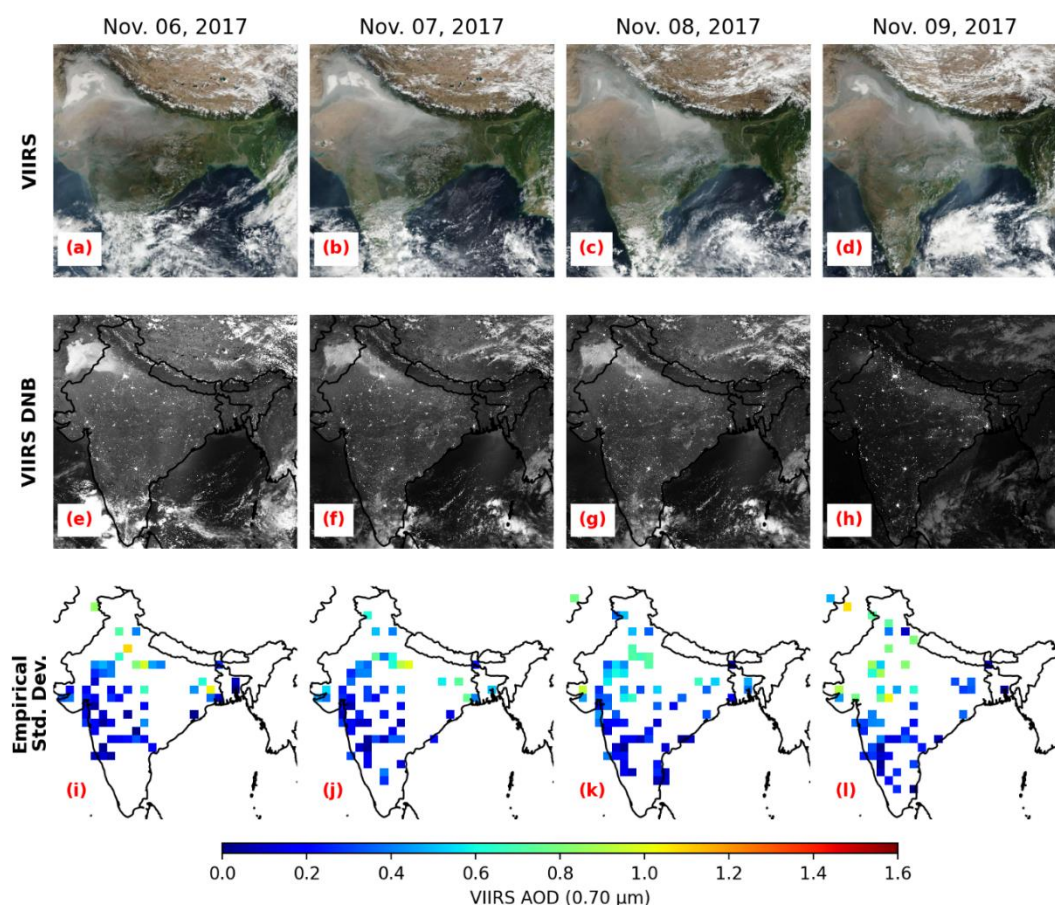 Nov. 06, 2017 Nov. 07, 2017 Nov. 08, 2017 Nov. 09, 2017
VIIRS
(a) (b) (c) (d)
VIIRS DNB
(e) (f) (g) (h)
Empirical
Std. Dev.
(i) (j) (k) (l)
0.0 0.2 0.4 0.6 0.8 1.0 1.2 1.4 1.6
VIIRS AOD (0.70 μm)